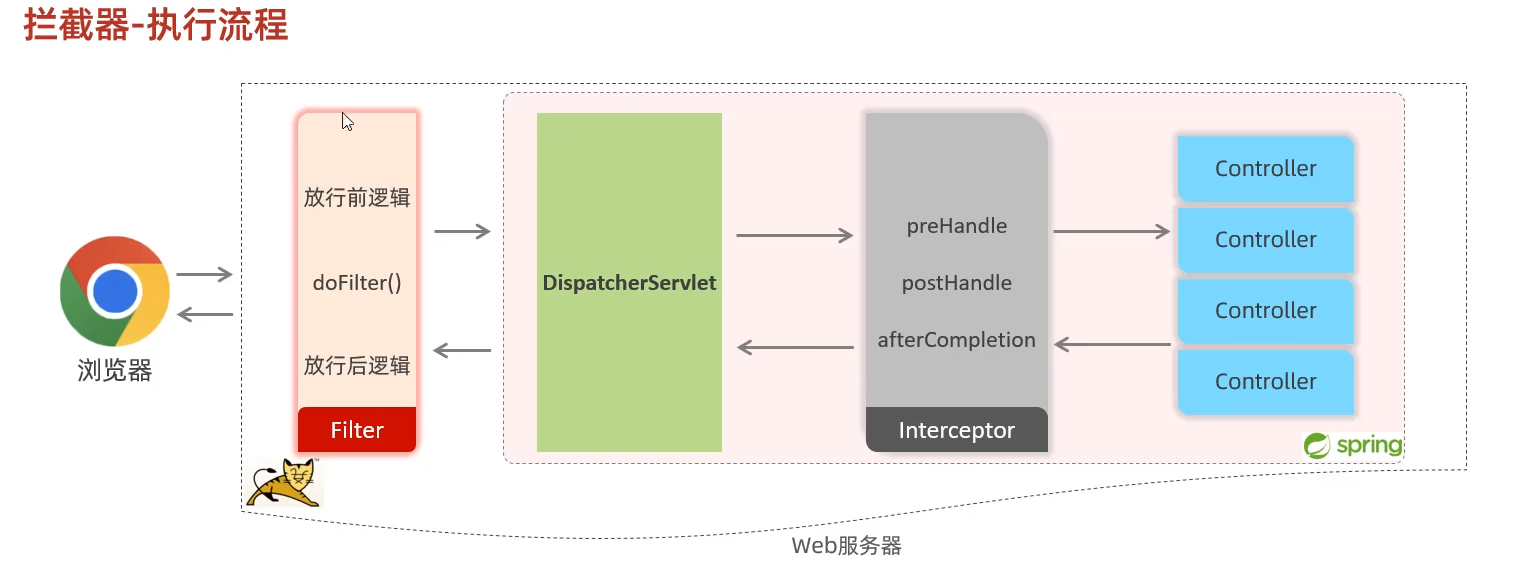 拦截器-执行流程
浏览器
放行前逻辑
doFilter()
放行后逻辑
Filter
DispatcherServlet
preHandle
postHandle
afterCompletion
Interceptor
Controller
Controller
Controller
Controller
spring
Web服务器